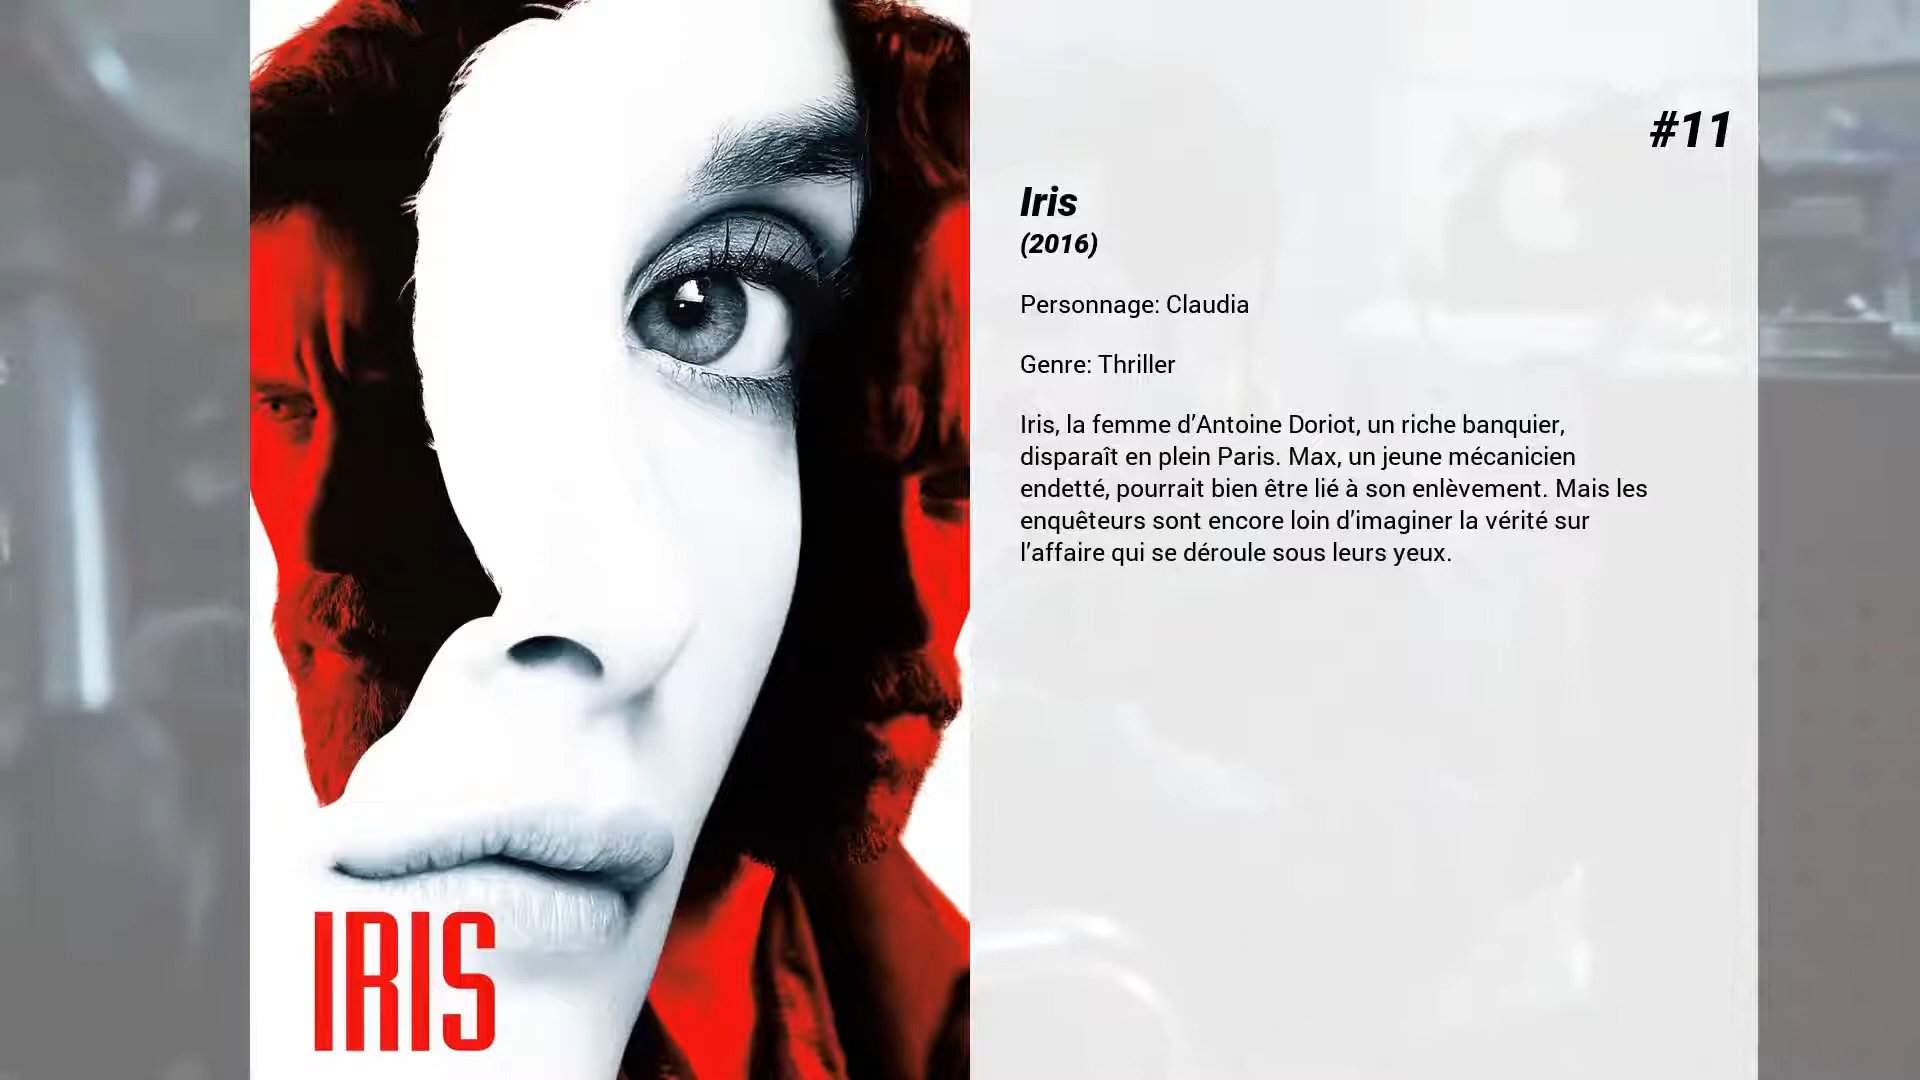 #11
Iris
(2016)
Personnage: Claudia
Genre: Thriller
Iris, la femme d’Antoine Doriot, un riche banquier,
disparaît en plein Paris. Max, un jeune mécanicien
endetté, pourrait bien être lié à son enlèvement. Mais les
enquêteurs sont encore loin d’imaginer la vérité sur
l’affaire qui se déroule sous leurs yeux.
IRIS